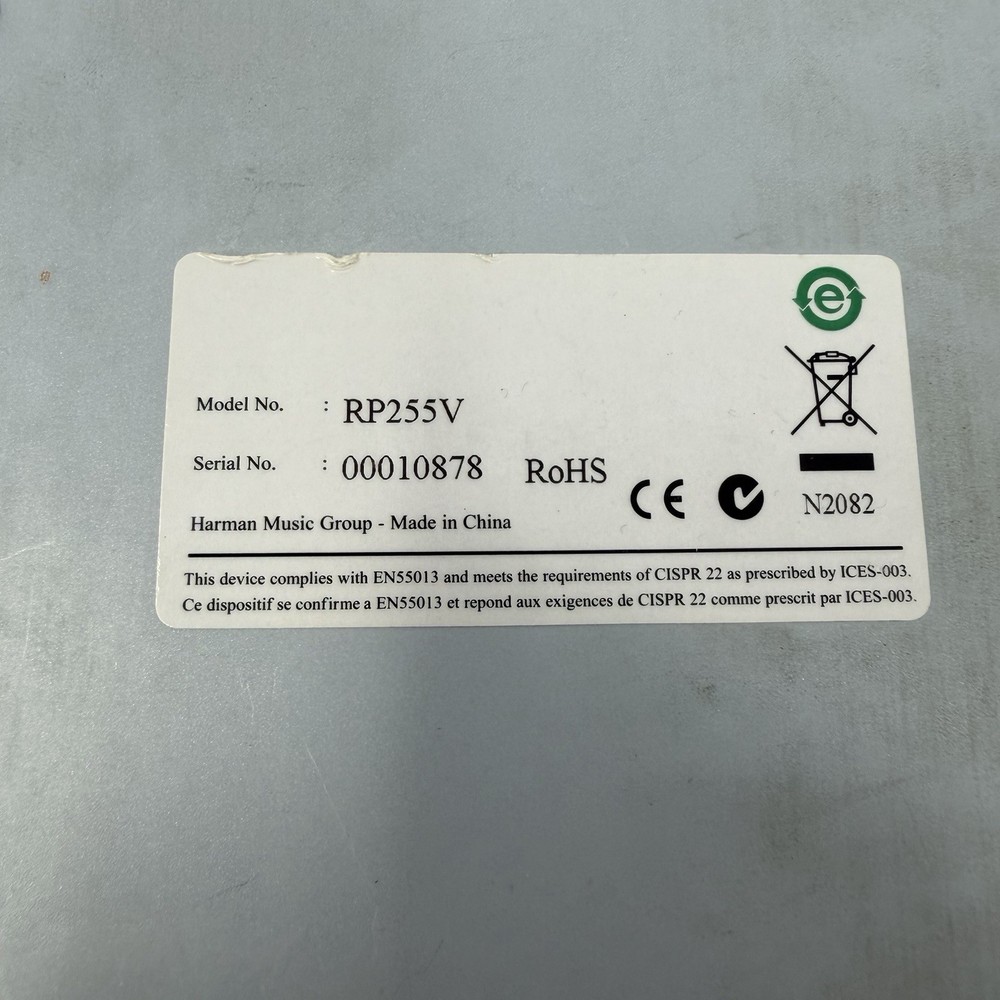 e
Model No. : RP255V
Serial No. : 00010878 RoHS
CE
N2082
Harman Music Group - Made in China
This device complies with EN55013 and meets the requirements of CISPR 22 as prescribed by ICES-003.
Ce dispositif se confirme a EN55013 et repond aux exigences de CISPR 22 comme prescrit par ICES-003.